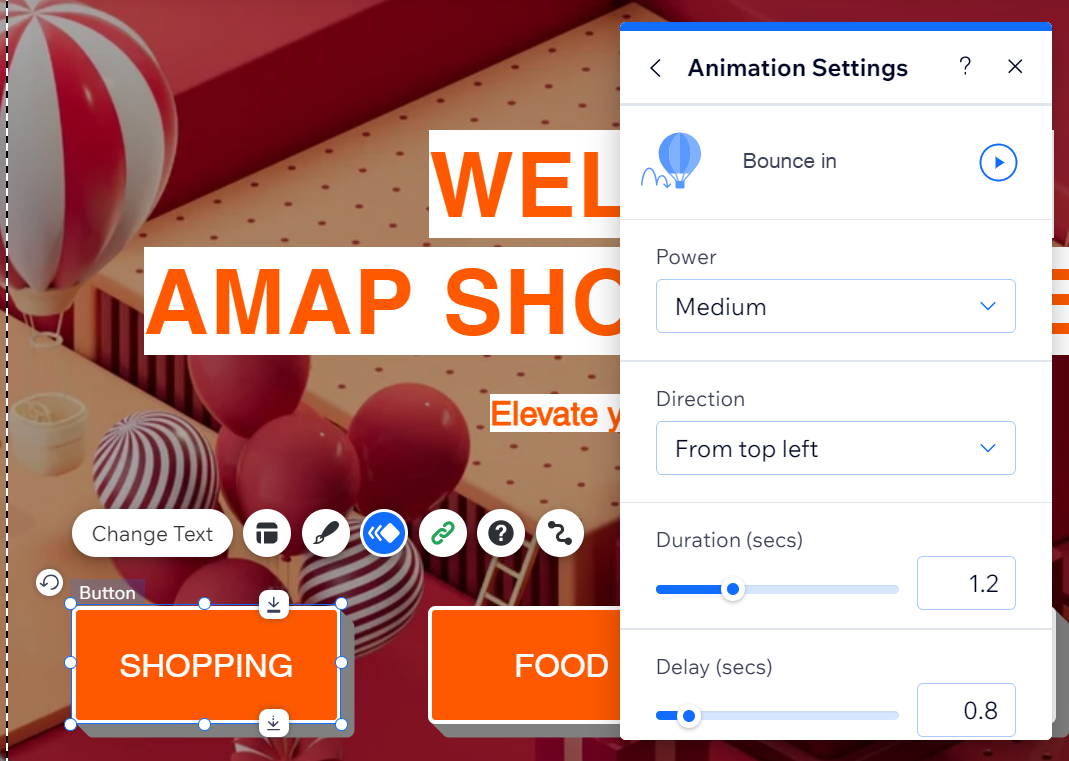 Animation Settings
?
Bounce in
WEL
AMAP SHO
E
Power
Medium
Direction
From top left
Elevate y
Change Text
?
Duration (secs)
1.2
Button
SHOPPING
FOOD
Delay (secs)
0.8